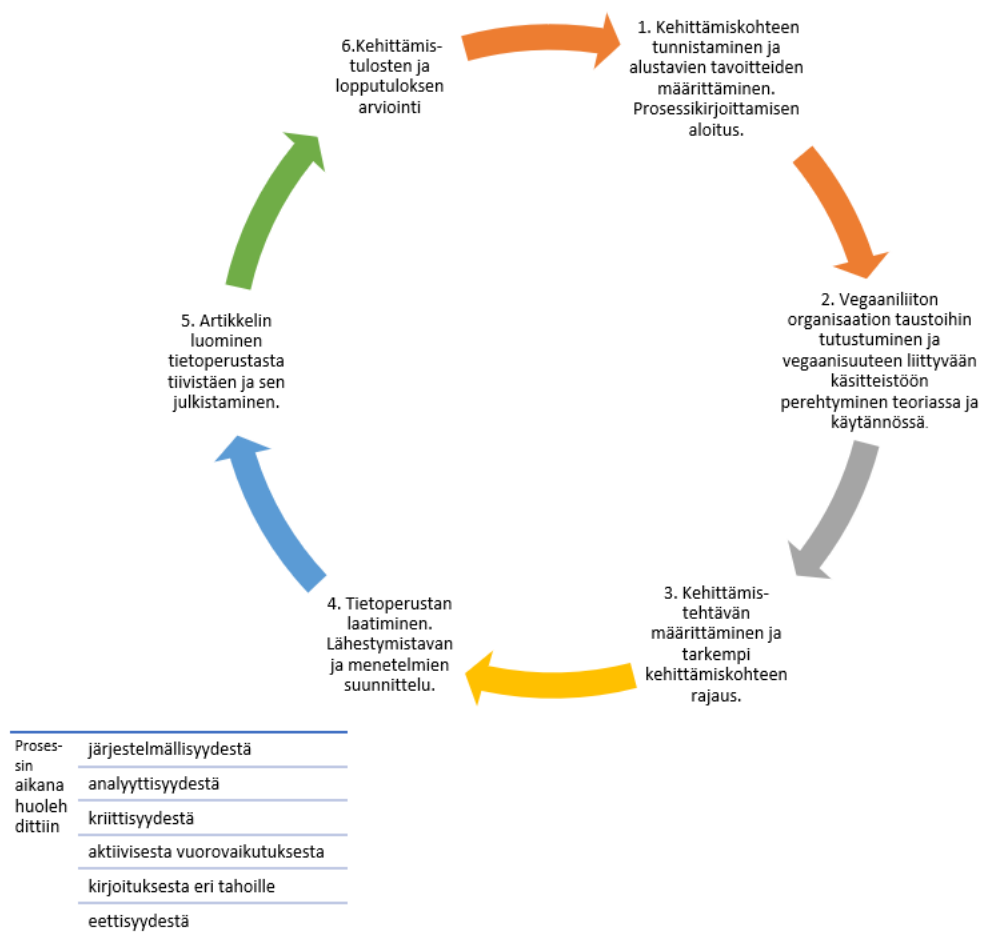 1. Kehittämiskohteen
tunnistaminen ja
alustavien tavoitteiden
määrittäminen.
Prosessikirjoittamisen
aloitus.
2. Vegaaniliiton
organisaation taustoihin
tutustuminen ja
vegaanisuuteen liittyvään
käsitteistöön
perehtyminen teoriassa ja
käytännössä.
3. Kehittämis-
tehtävän
määrittäminen ja
tarkempi
kehittämiskohteen
rajaus.
4. Tietoperustan
laatiminen.
Lähestymistavan
ja menetelmien
suunnittelu.
5. Artikkelin
luominen
tietoperustasta
tiivistäen ja sen
julkistaminen.
6.Kehittämis-
tulosten ja
lopputuloksen
arviointi
Proses-
sin
aikana
huoleh
dittiin
järjestelmällisyydestä
analyyttisyydestä
kriittisyydestä
aktiivisesta vuorovaikutuksesta
kirjoituksesta eri tahoille
eettisyydestä